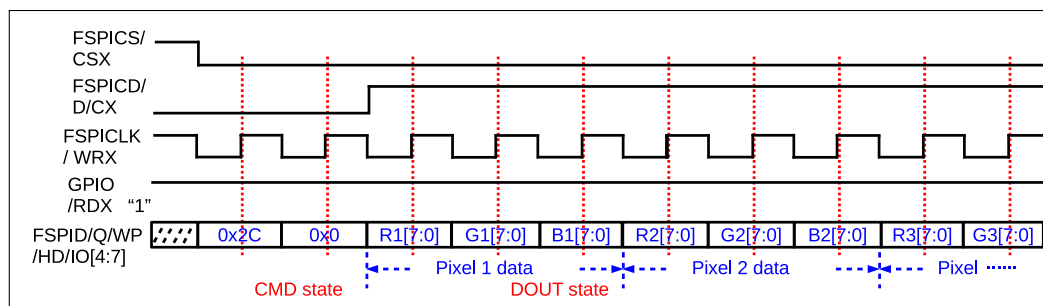 FSPICS/
CSX
FSPICD/
D/CX
FSPICLK
/ WRX
GPIO
/RDX “1”
FSPID/Q/WP
/HD/IO[4:7]
0x2C 0x0 R1[7:0] G1[7:0] B1[7:0] R2[7:0] G2[7:0] B2[7:0] R3[7:0] G3[7:0]
Pixel 1 data Pixel 2 data Pixel ......
CMD state DOUT state